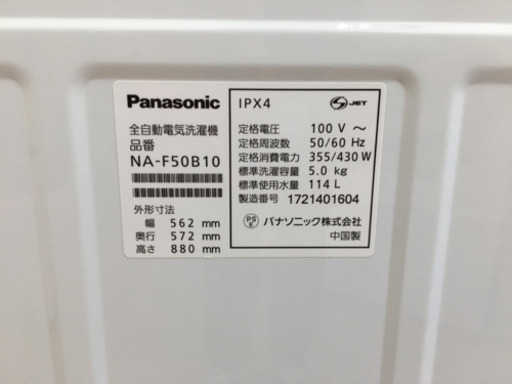 Panasonic
全自動電気洗濯機
品番
NA-F50B10
外形寸法
幅 562 mm
奥行 572 mm
高さ 880 mm
IPX4
S JET
定格電圧 100 V ～
定格周波数 50/60 Hz
定格消費電力 355/430 W
標準洗濯容量 5.0 kg
標準使用水量 114 L
製造番号 1721401604
PS E パナソニック株式会社
中国製